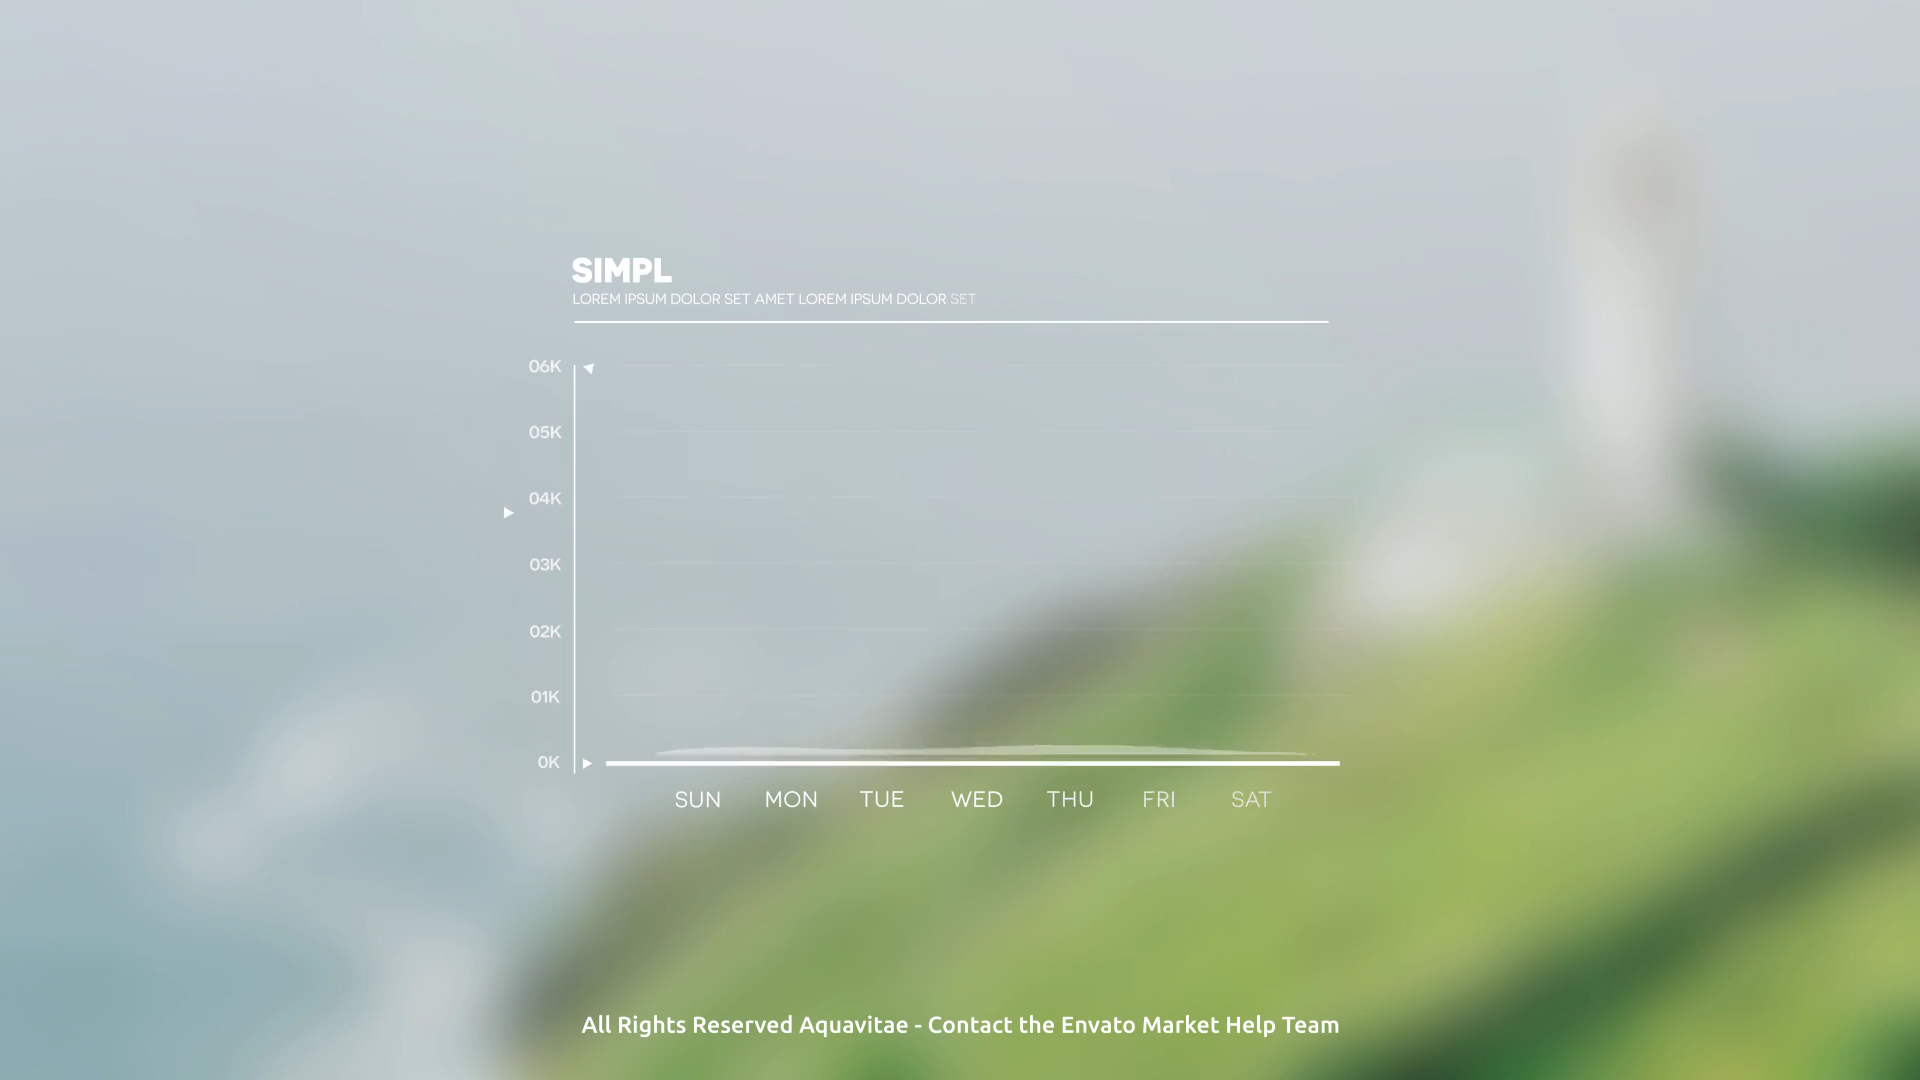 SIMPL
LOREM IPSUM DOLOR SET AMET LOREM IPSUM DOLOR SET
06K
05K
04K
03K
02K
01K
0K
SUN MON TUE WED THU FRI SAT
All Rights Reserved Aquavitae - Contact the Envato Market Help Team